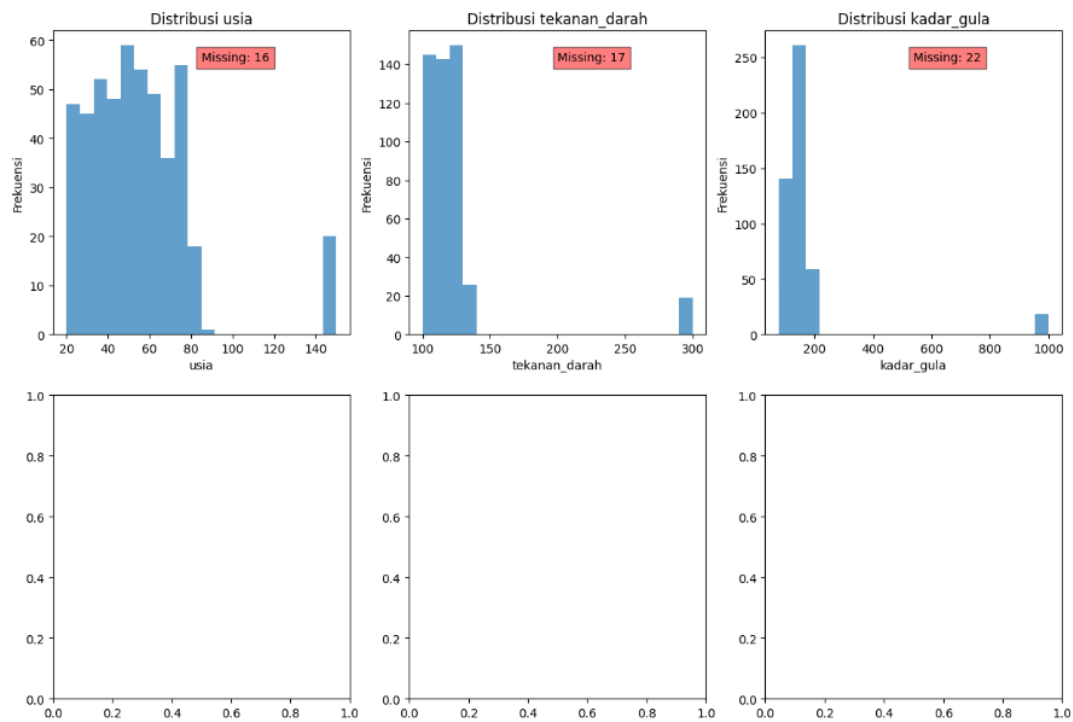 Distribusi usia
Missing: 16
Frekuensi
60
50
40
30
20
10
0
20 40 60 80 100 120 140
usia
Distribusi tekanan_darah
Missing: 17
Frekuensi
140
120
100
80
60
40
20
0
100 150 200 250 300
tekanan_darah
Distribusi kadar_gula
Missing: 22
Frekuensi
250
200
150
100
50
0
200 400 600 800 1000
kadar_gula
1.0
0.8
0.6
0.4
0.2
0.0
0.0 0.2 0.4 0.6 0.8 1.0
1.0
0.8
0.6
0.4
0.2
0.0
0.0 0.2 0.4 0.6 0.8 1.0
1.0
0.8
0.6
0.4
0.2
0.0
0.0 0.2 0.4 0.6 0.8 1.0